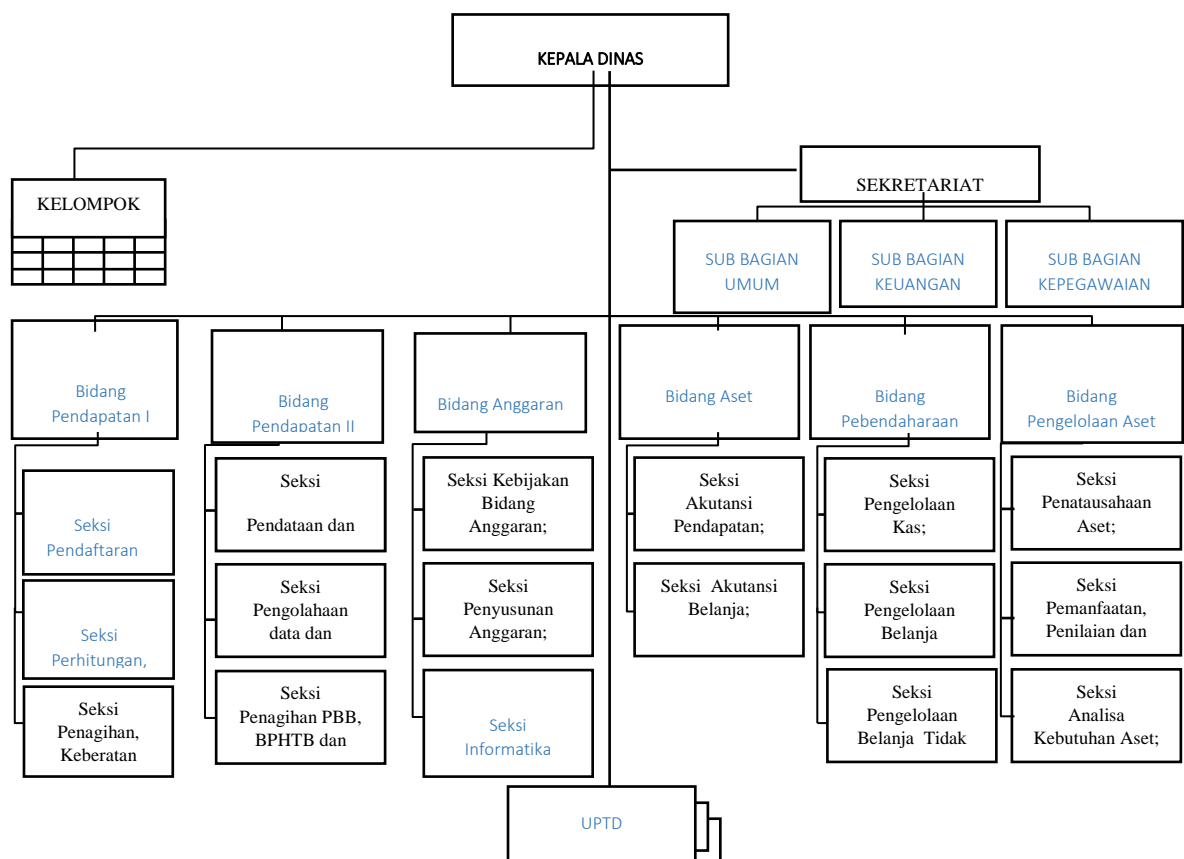 KEPALA DINAS
KELOMPOK
SEKRETARIAT
SUB BAGIAN
UMUM
SUB BAGIAN
KEUANGAN
SUB BAGIAN
KEPEGAWAIAN
Bidang
Pendapatan I
Bidang
Pendapatan II
Bidang Anggaran
Bidang Aset
Bidang
Pebendaharaan
Bidang
Pengelolaan Aset
Seksi
Pendaftaran
Seksi
Perhitungan,
Seksi
Penagihan,
Keberatan
Seksi
Pendataan dan
Seksi
Pengolahaan
data dan
Seksi
Penagihan PBB,
BPHTB dan
Seksi Kebijakan
Bidang
Anggaran;
Seksi
Penyusunan
Anggaran;
Seksi
Informatika
Seksi
Akutansi
Pendapatan;
Seksi Akutansi
Belanja;
Seksi
Pengelolaan
Kas;
Seksi
Pengelolaan
Belanja
Seksi
Pengelolaan
Belanja Tidak
Seksi
Penatausahaan
Aset;
Seksi
Pemanfaatan,
Penilaian dan
Seksi
Analisa
Kebutuhan Aset;
UPTD